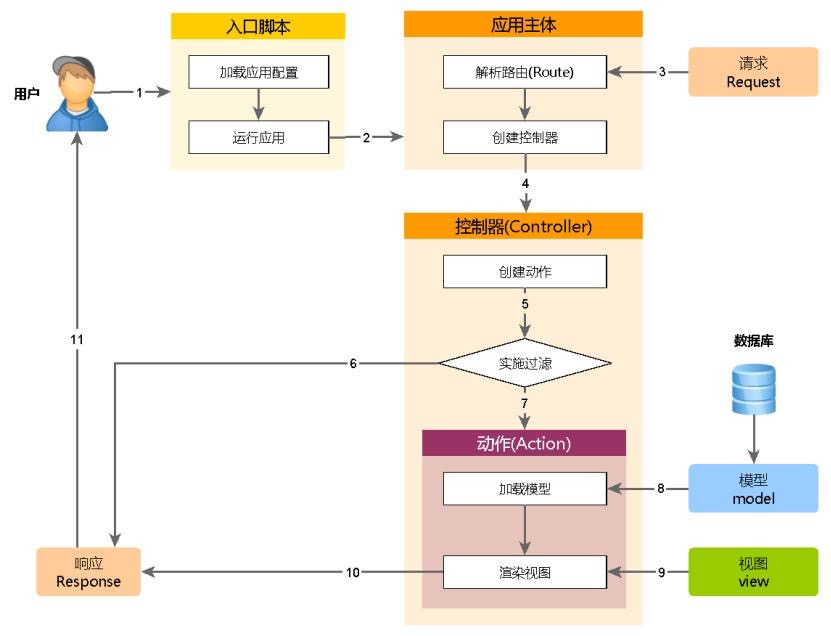 用户
1
入口脚本
加载应用配置
运行应用
2
应用主体
解析路由(Route)
创建控制器
3
请求
Request
4
控制器(Controller)
创建动作
5
实施过滤
6
7
动作(Action)
加载模型
渲染视图
数据库
8
模型
model
9
视图
view
10
响应
Response
11